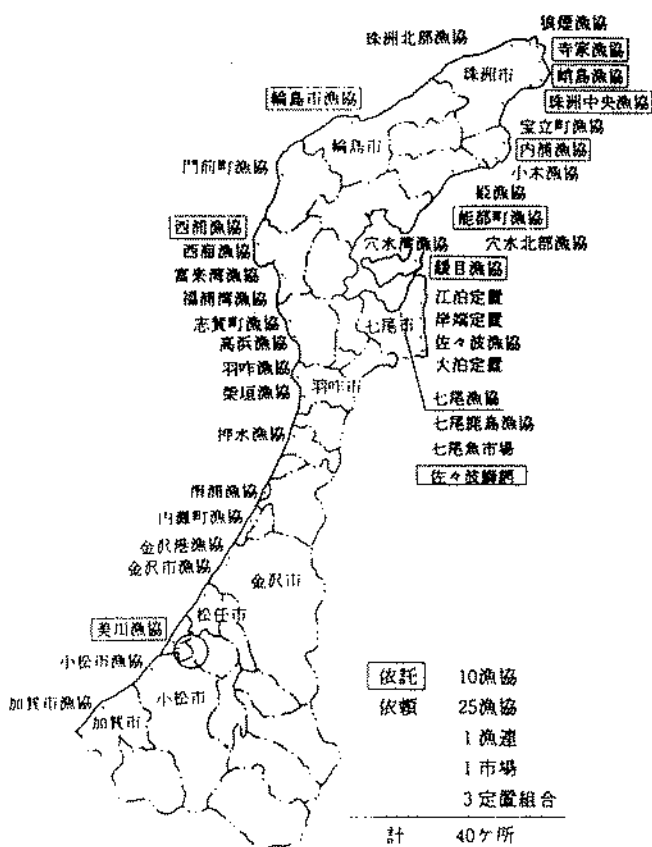 狼煙漁協
珠洲北部漁協
寺家漁協
蛸島漁協
珠洲市
輪島市漁協
珠洲中央漁協
宝立町漁協
輪島市
内浦漁協
門前町漁協
小木漁協
姫漁協
能都町漁協
西浦漁協
穴水湾漁協
穴水北部漁協
西海漁協
鰀目漁協
富来湾漁協
江泊定置
福浦湾漁協
岸端定置
志賀町漁協
七尾市
佐々波漁協
高浜漁協
大泊定置
羽咋漁協
羽咋市
柴垣漁協
七尾漁協
七尾鹿島漁協
押水漁協
七尾魚市場
佐々波鰤網
南浦漁協
内灘町漁協
金沢港漁協
金沢市漁協
金沢市
松任市
美川漁協
小松市漁協
依託 10漁協
加賀市漁協
小松市
依頼 25漁協
加賀市
1漁連
1市場
3定置組合
計 40ケ所